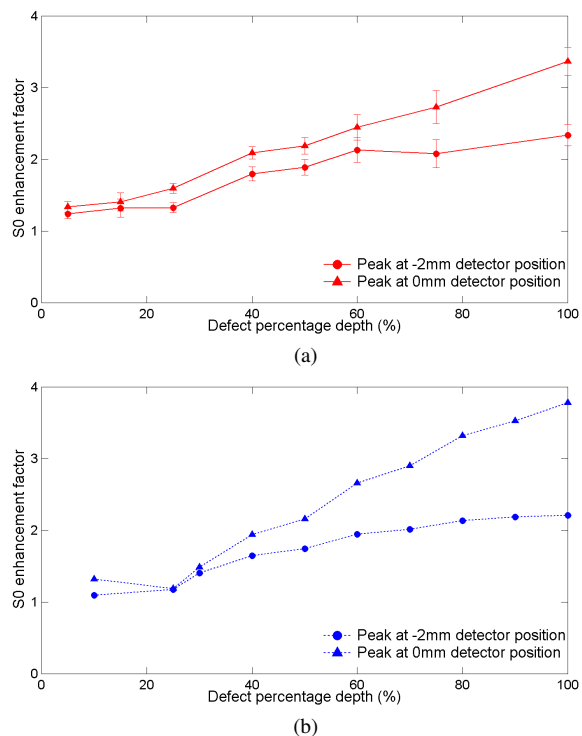 4
3
2
1
0
S0 enhancement factor
0 20 40 60 80 100
Defect percentage depth (%)
Peak at -2mm detector position
Peak at 0mm detector position
(a)
4
3
2
1
0
S0 enhancement factor
0 20 40 60 80 100
Defect percentage depth (%)
Peak at -2mm detector position
Peak at 0mm detector position
(b)